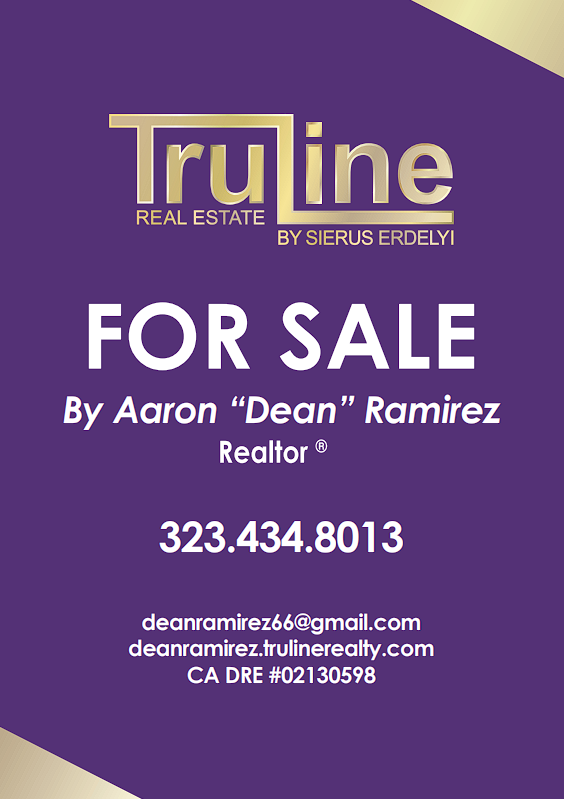 TruLine
REAL ESTATE
BY SIERUS ERDELYI
FOR SALE
By Aaron “Dean” Ramirez
Realtor ®
323.434.8013
deanramirez66@gmail.com
deanramirez.trulinerealty.com
CA DRE #02130598